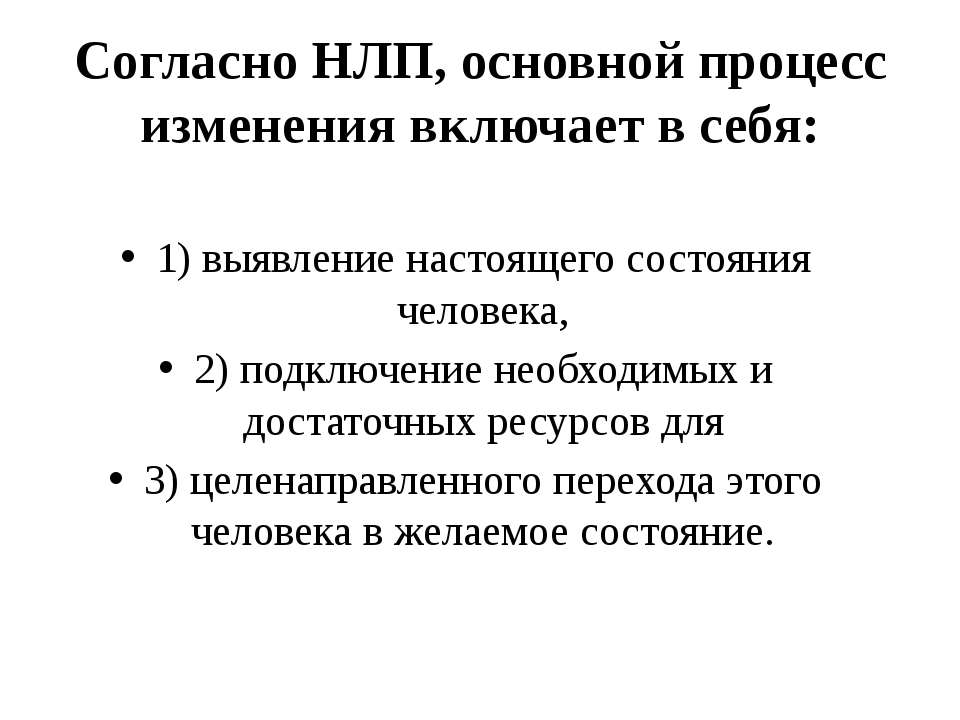 Согласно НЛП, основной процесс
изменения включает в себя:
• 1) выявление настоящего состояния
человека,
• 2) подключение необходимых и
достаточных ресурсов для
• 3) целенаправленного перехода этого
человека в желаемое состояние.